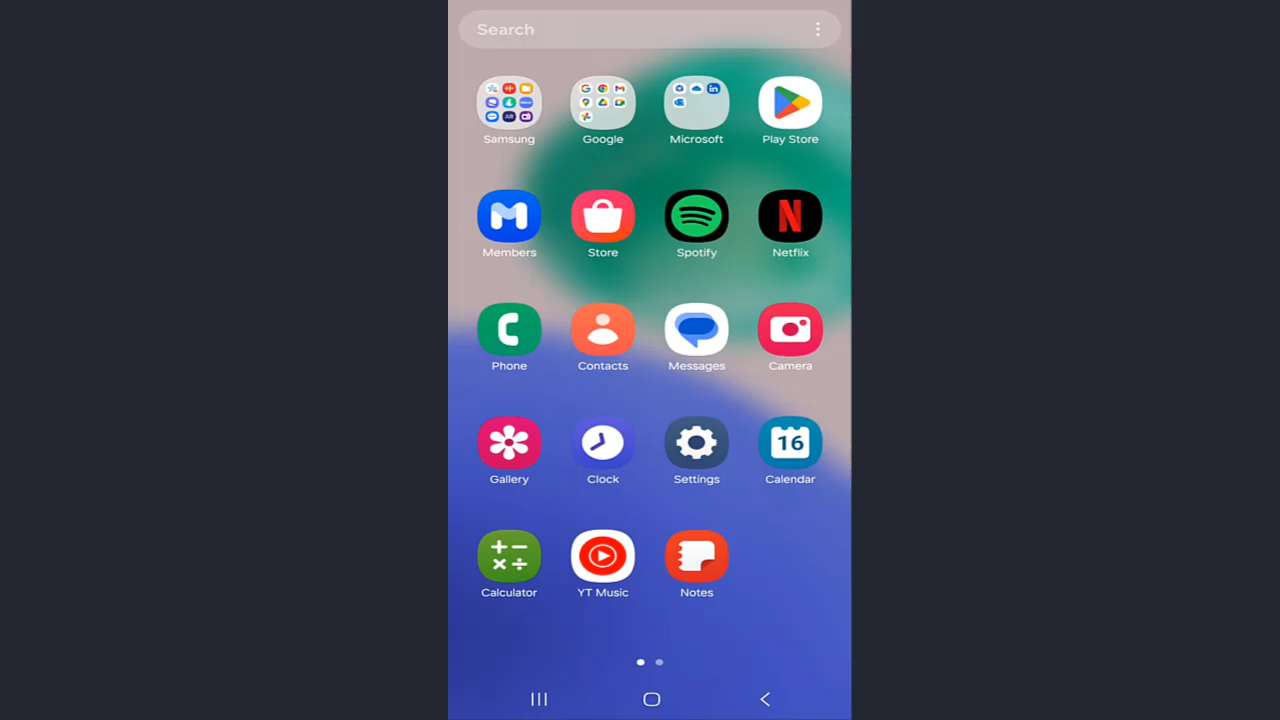 Search
Samsung Google Microsoft Play Store
Members Store Spotify Netflix
Phone Contacts Messages Camera
16
Gallery Clock Settings Calendar
Calculator YT Music Notes